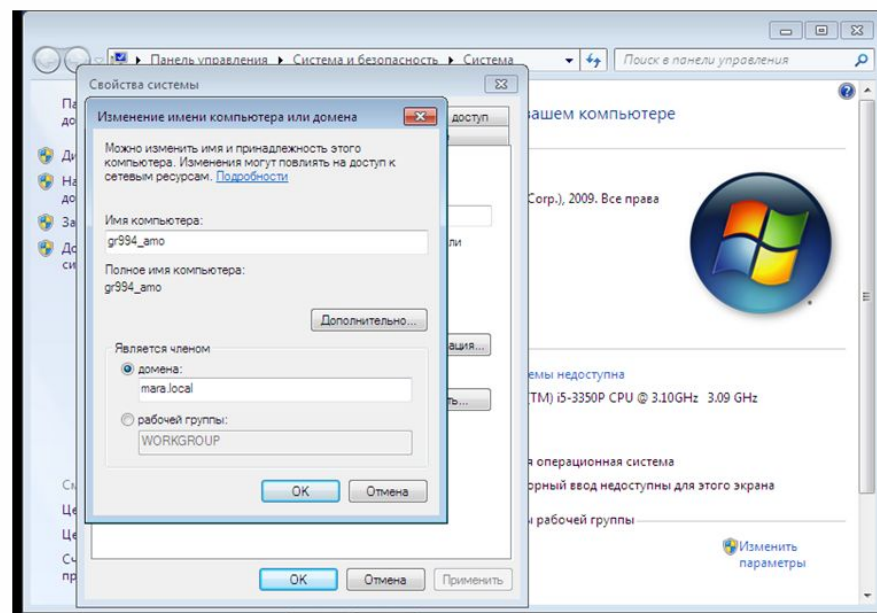 Панель управления ▸ Система и безопасность ▸ Система
Поиск в панели управления
Свойства системы
доступ
Изменение имени компьютера или домена
Можно изменить имя и принадлежность этого
компьютера. Изменения могут повлиять на доступ к
сетевым ресурсам. Подробности
Имя компьютера:
gr994_amo
Полное имя компьютера:
gr994_amo
Дополнительно...
Является членом
домена:
mara.local
рабочей группы:
WORKGROUP
OK
Отмена
OK
Отмена
Применить
вашем компьютере
Corp.), 2009. Все права
емы недоступна
(TM) i5-3350P CPU @ 3.10GHz 3.09 GHz
операционная система
орный ввод недоступны для этого экрана
рабочей группы
Изменить
параметры